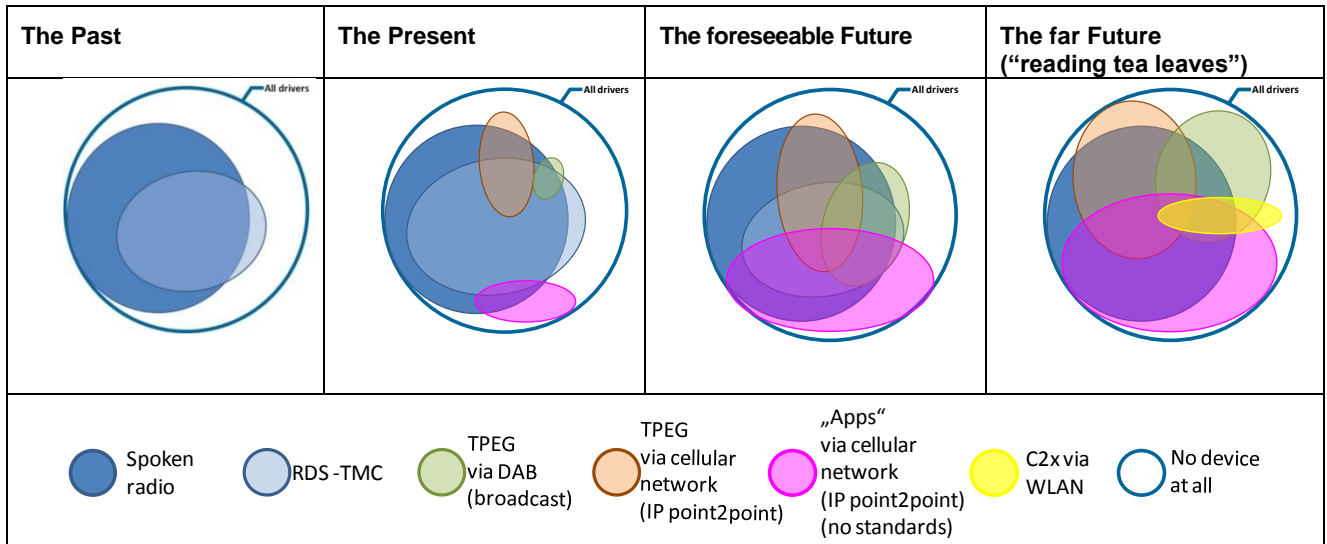 The Past
The Present
The foreseeable Future
The far Future
(“reading tea leaves”)
All drivers
All drivers
All drivers
All drivers
Spoken
radio
RDS -TMC
TPEG
via DAB
(broadcast)
TPEG
via cellular
network
(IP point2point)
„Apps“
via cellular
network
(IP point2point)
(no standards)
C2x via
WLAN
No device
at all